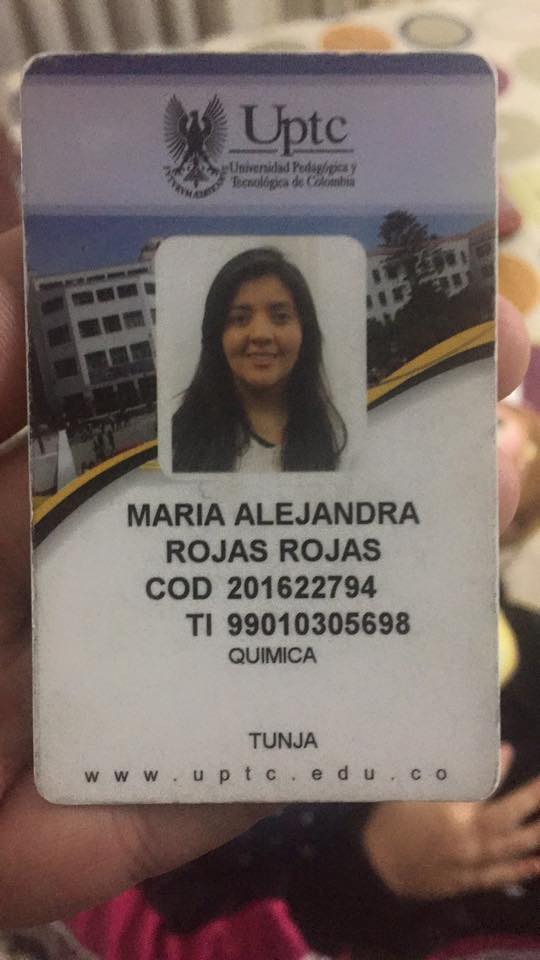 Uptc
Universidad Pedagógica y
Tecnológica de Colombia
MARIA ALEJANDRA
ROJAS ROJAS
COD 201622794
TI 99010305698
QUIMICA
TUNJA
www.uptc.edu.co